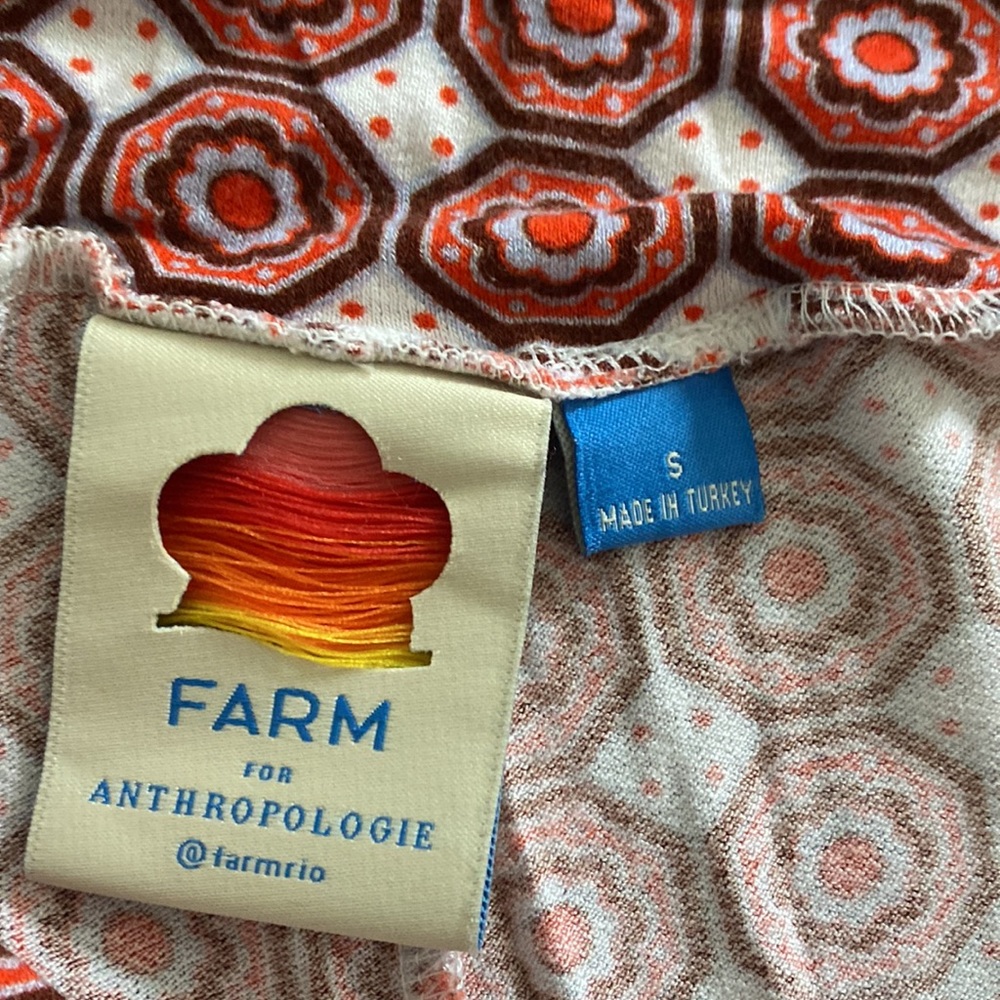 FARM
FOR
ANTHROPOLOGIE
@farmrio
S
MADE IN TURKEY